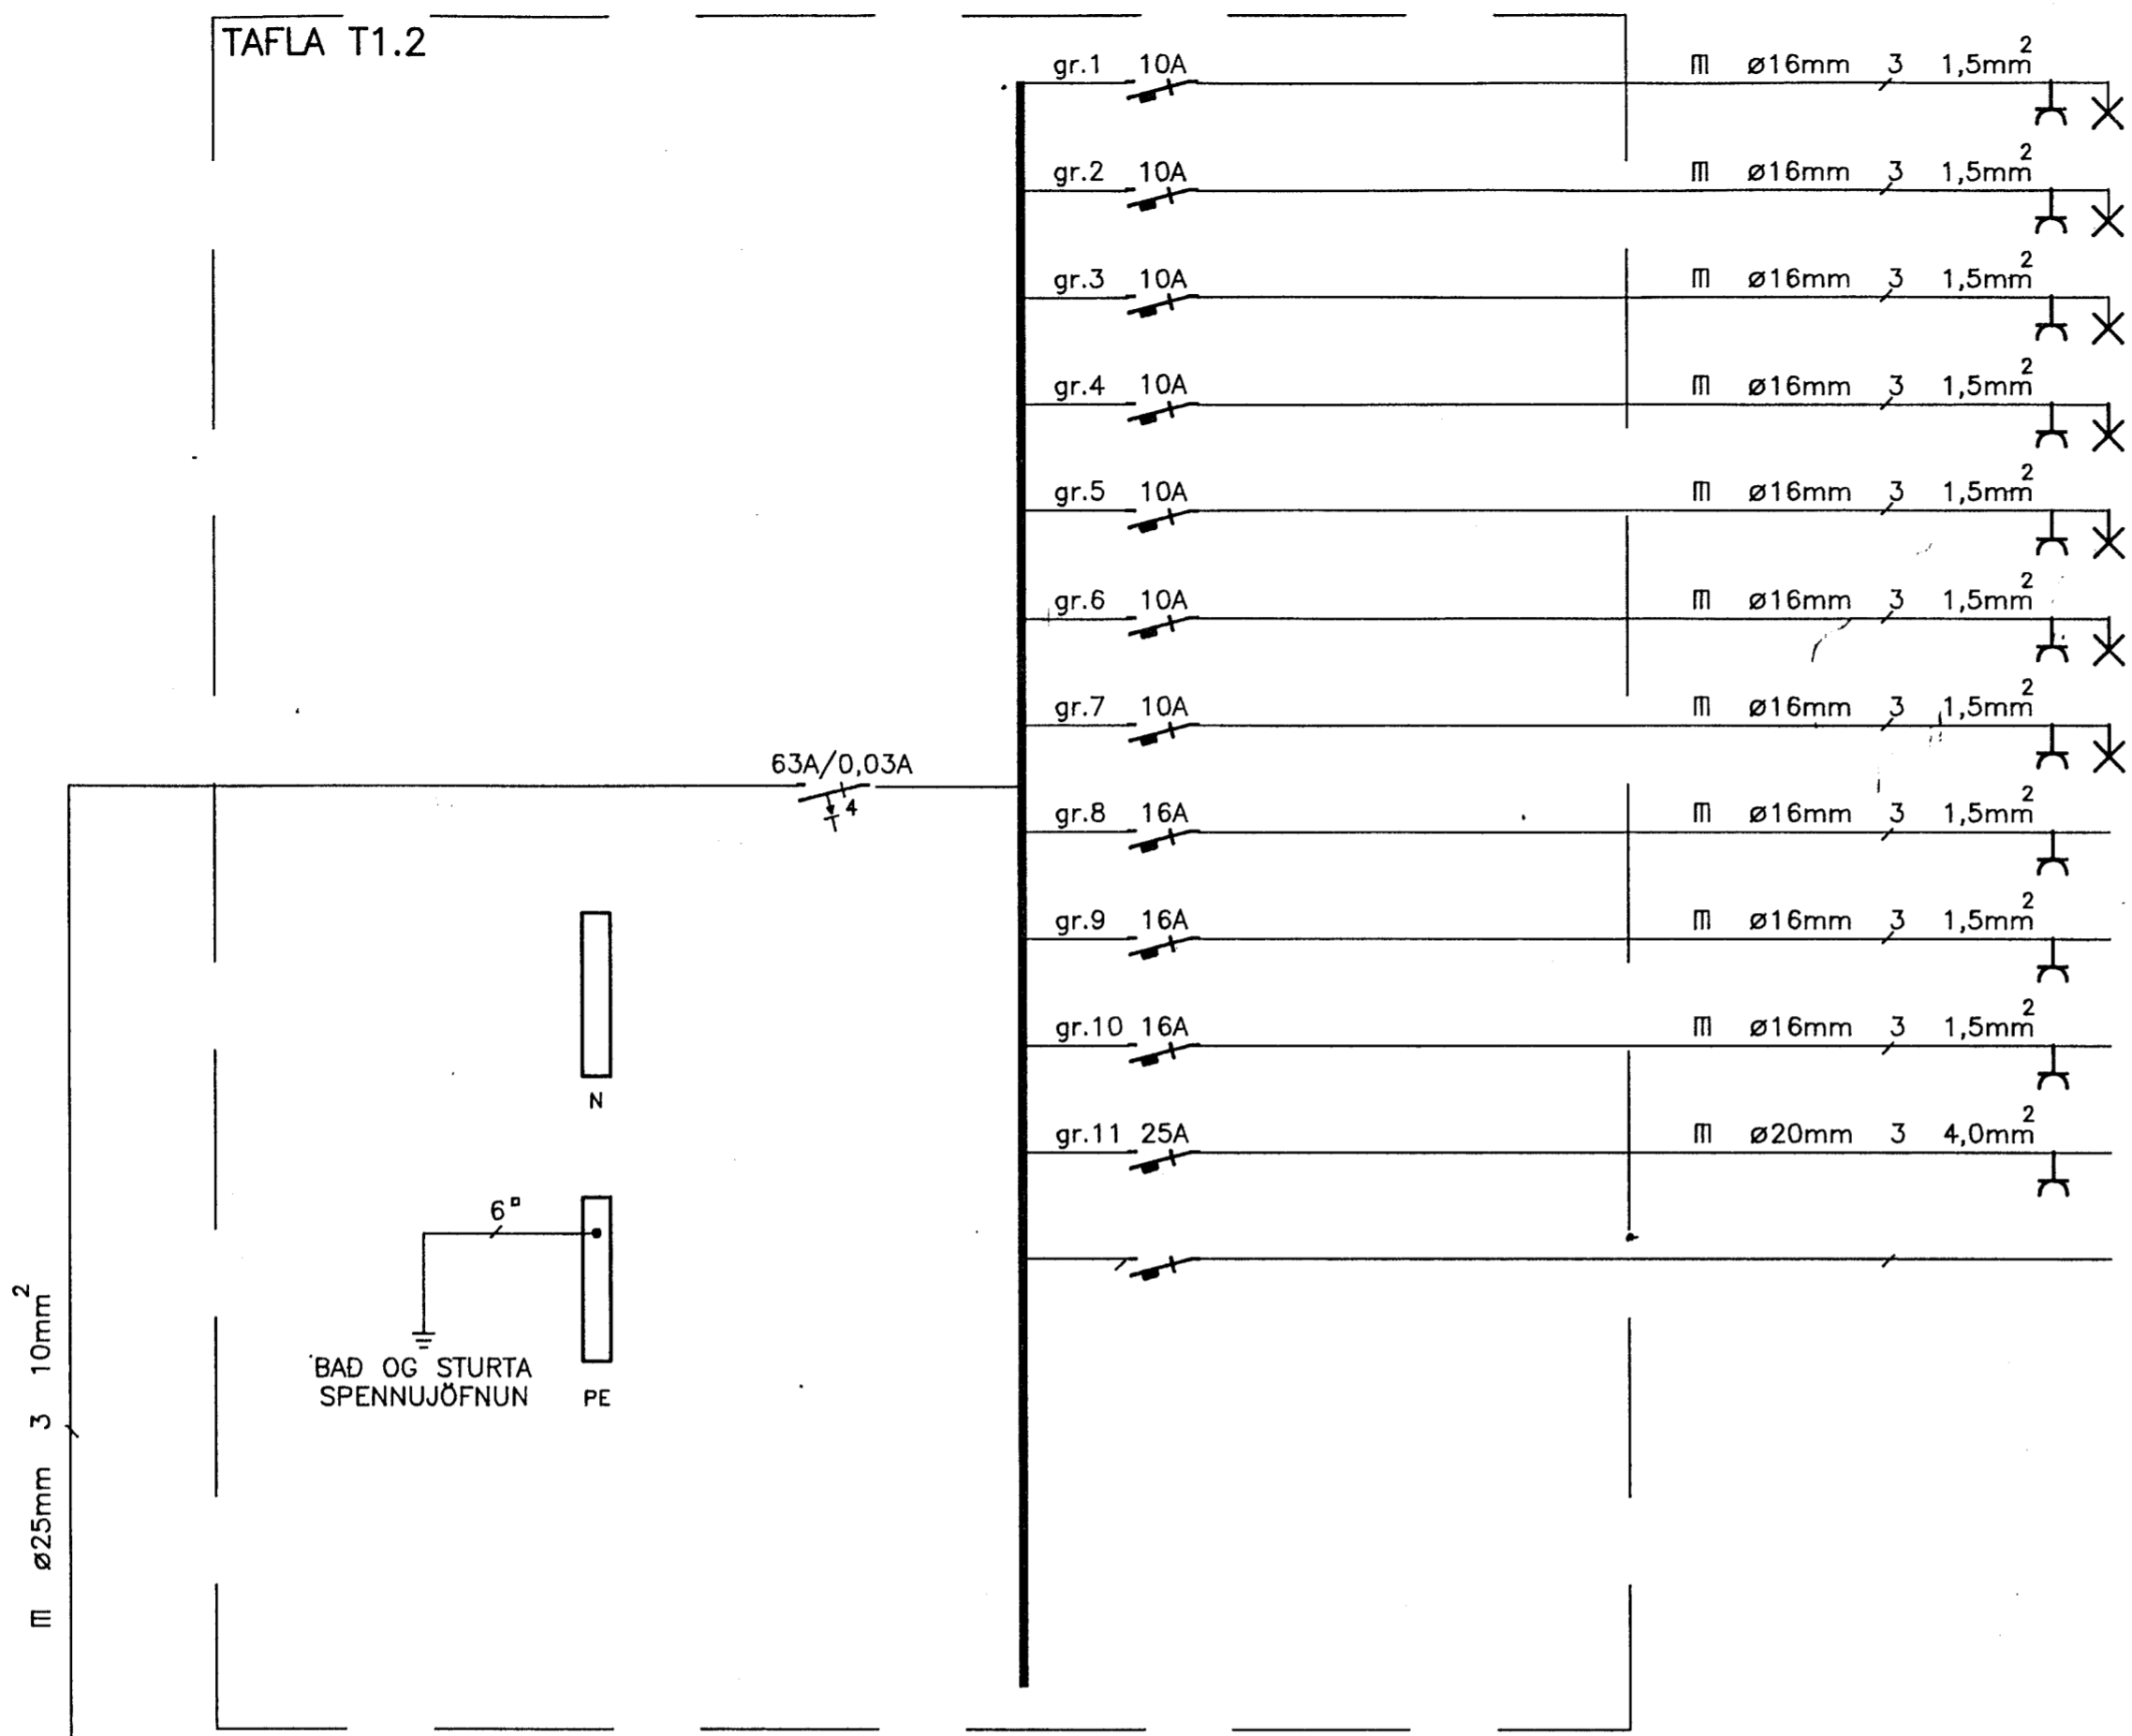 TAFLA T1.2
gr.1 10A m ø16mm 3 1,5mm²
gr.2 10A m ø16mm 3 1,5mm²
gr.3 10A m ø16mm 3 1,5mm²
gr.4 10A m ø16mm 3 1,5mm²
gr.5 10A m ø16mm 3 1,5mm²
gr.6 10A m ø16mm 3 1,5mm²
gr.7 10A m ø16mm 3 1,5mm²
63A/0,03A
4
gr.8 16A m ø16mm 3 1,5mm²
gr.9 16A m ø16mm 3 1,5mm²
gr.10 16A m ø16mm 3 1,5mm²
N
gr.11 25A m ø20mm 3 4,0mm²
6▫
BAÐ OG STURTA
SPENNUJÖFNUN
PE
m ø25mm 3 10mm²